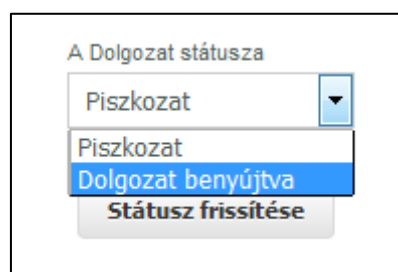 A Dolgozat státusza
Piszkozat
Piszkozat
Dolgozat benyújtva
Státusz frissítése